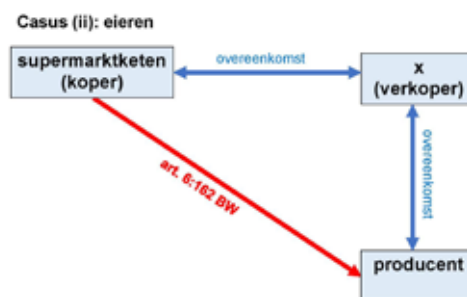 Casus (ii): eieren
supermarktketen
(koper)
overeenkomst
x
(verkoper)
overeenkomst
art. 6:162 BW
producent